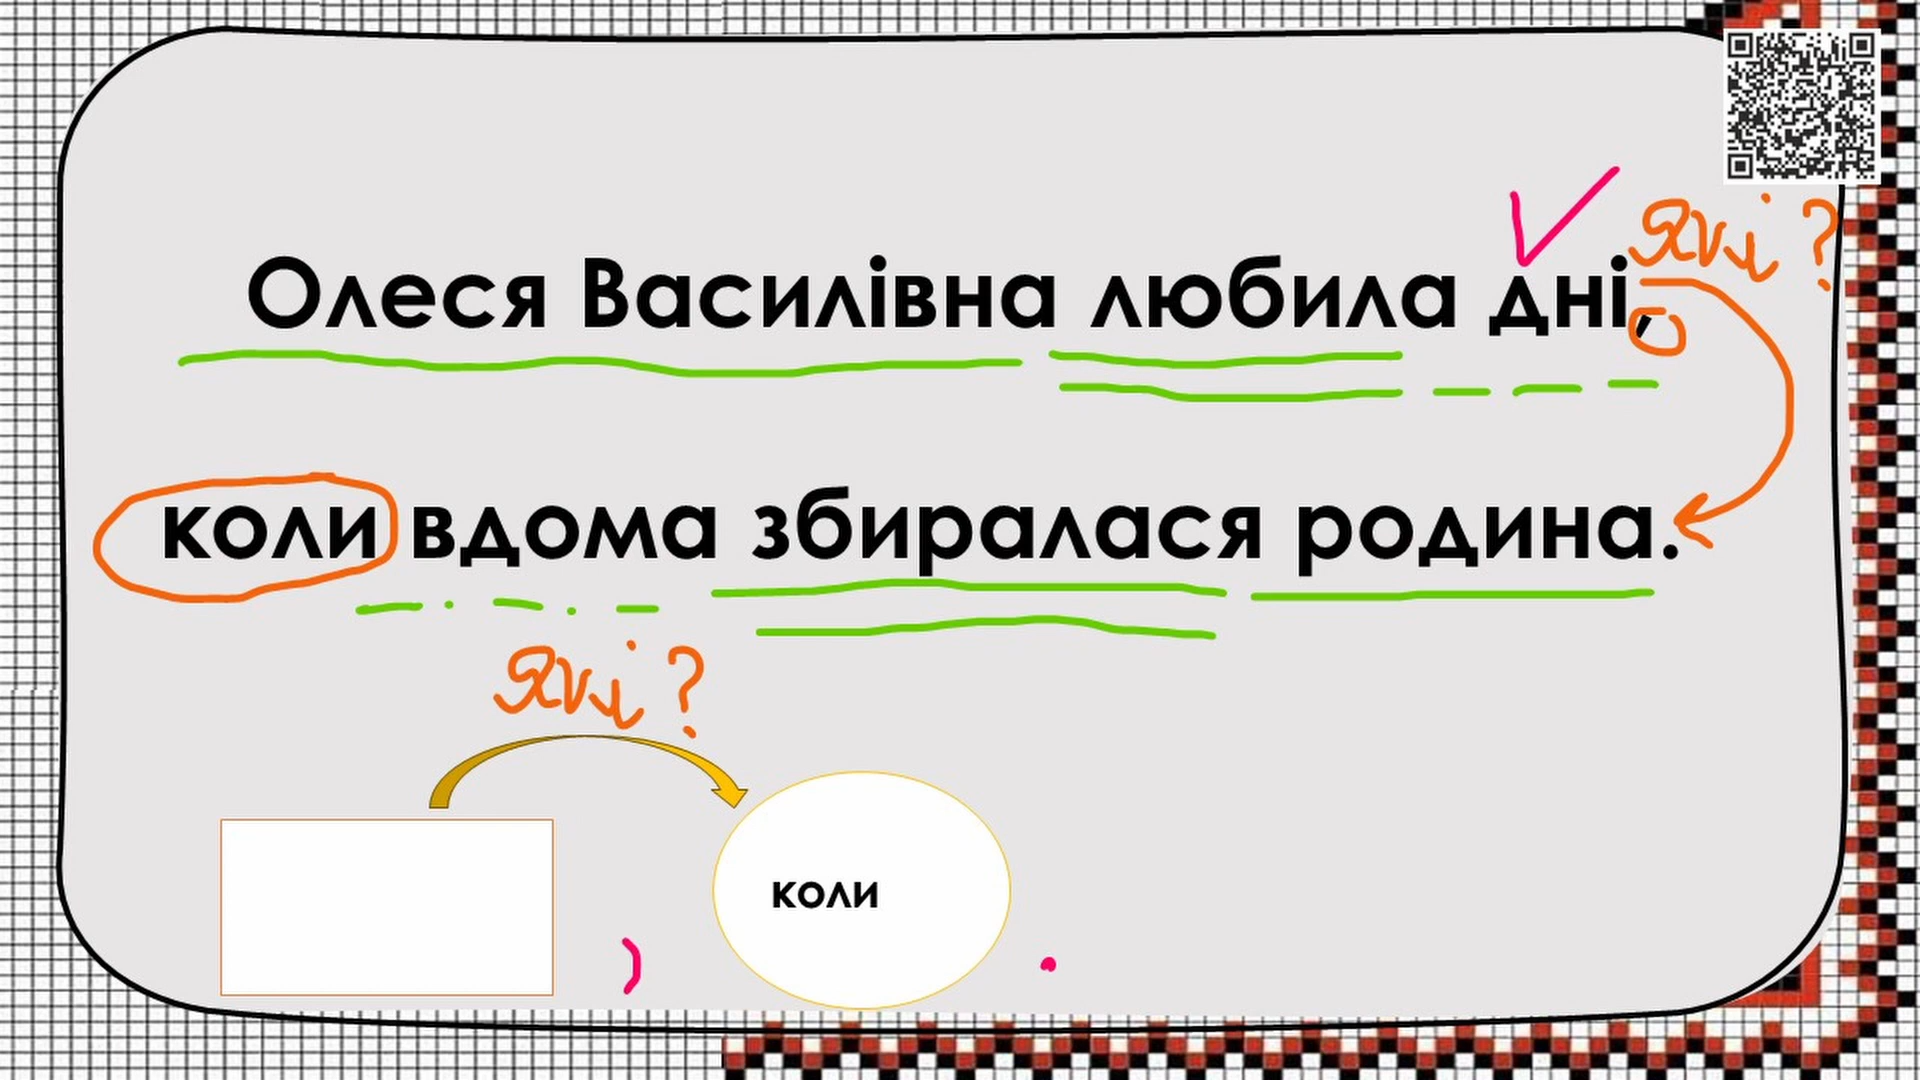 які?
Олеся Василівна любила дні,
коли вдома збиралася родина.
які?
коли
,
.